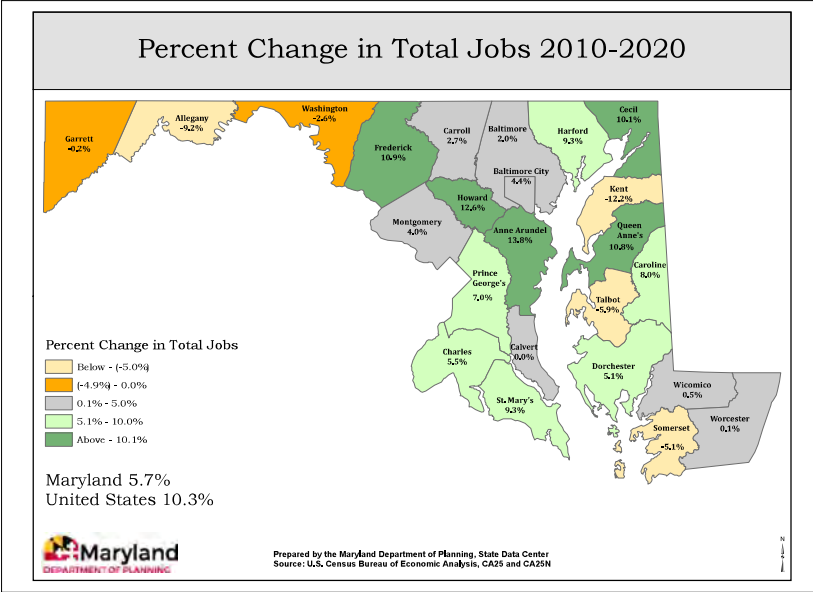 Percent Change in Total Jobs 2010-2020
Garrett
-0.2%
Allegany
-9.2%
Washington
-2.6%
Frederick
10.9%
Carroll
2.7%
Baltimore
2.0%
Baltimore City
4.4%
Harford
9.3%
Cecil
10.1%
Kent
-12.2%
Howard
12.6%
Montgomery
4.0%
Anne Arundel
13.8%
Queen
Anne's
10.8%
Caroline
8.0%
Prince
George's
7.0%
Talbot
-5.9%
Calvert
0.0%
Charles
5.5%
St. Mary's
9.3%
Dorchester
5.1%
Wicomico
0.5%
Worcester
0.1%
Somerset
-5.1%
Percent Change in Total Jobs
Below - (-5.0%)
(-4.9%) - 0.0%
0.1% - 5.0%
5.1% - 10.0%
Above - 10.1%
Maryland 5.7%
United States 10.3%
Maryland
DEPARTMENT OF PLANNING
Prepared by the Maryland Department of Planning, State Data Center
Source: U.S. Census Bureau of Economic Analysis, CA25 and CA25N
N